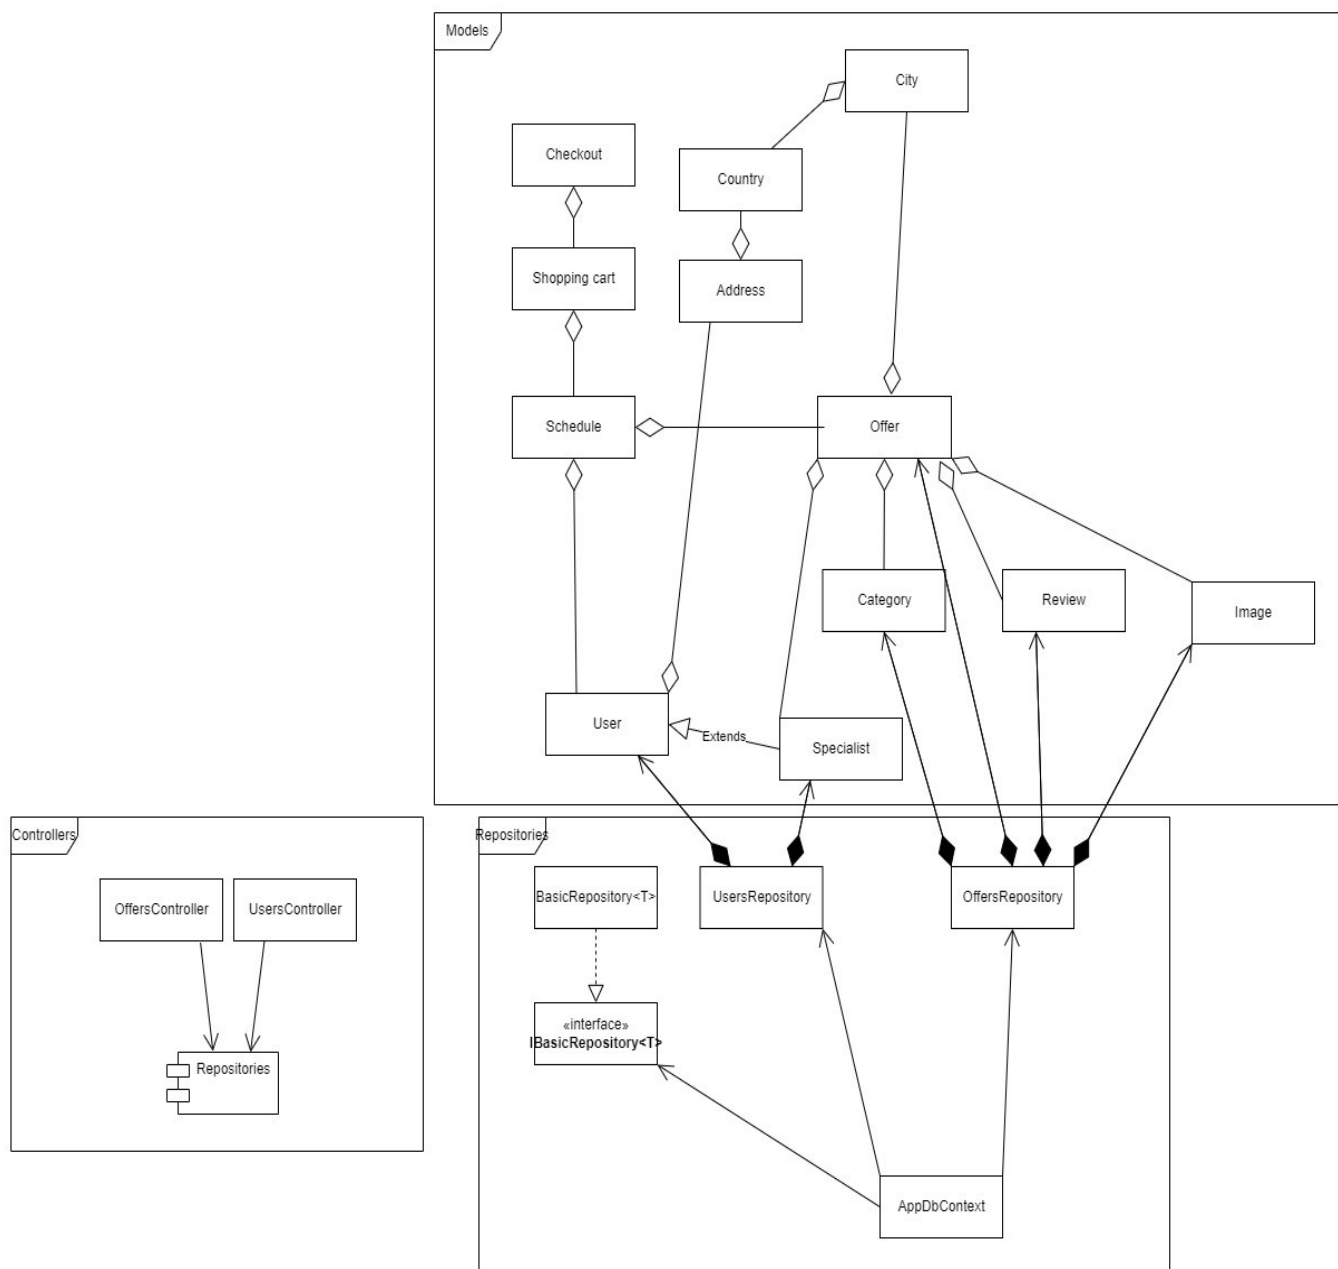 Models
City
Checkout
Country
Shopping cart
Address
Schedule
Offer
Category
Review
Image
User
Extends
Specialist
Controllers
Repositories
OffersController
UsersController
BasicRepository<T>
UsersRepository
OffersRepository
«interface»
IBasicRepository<T>
Repositories
AppDbContext